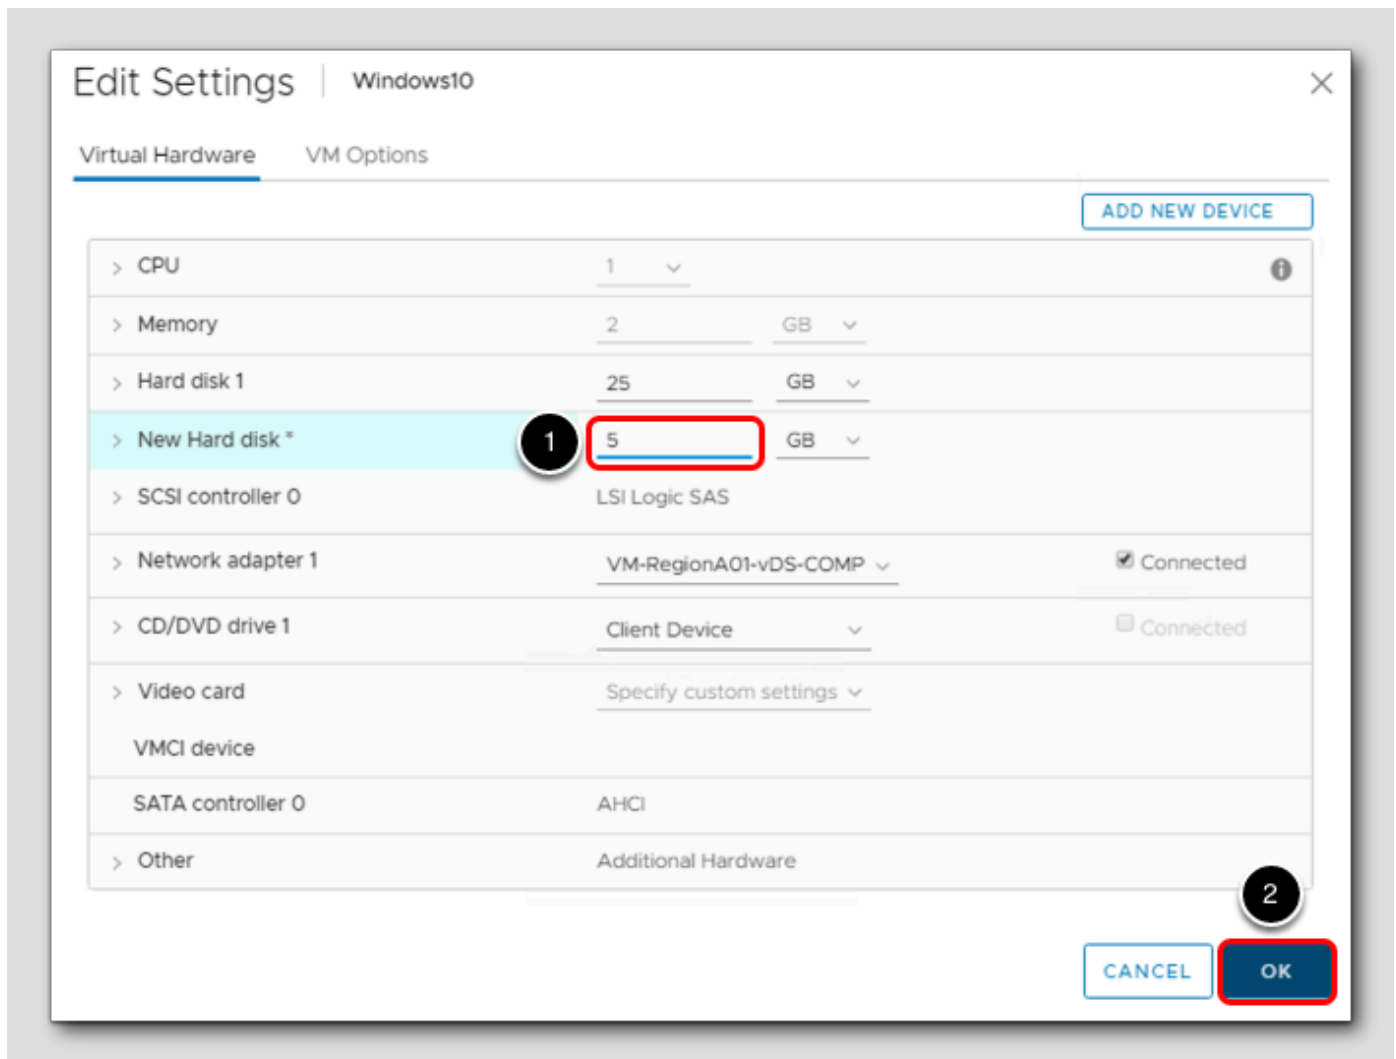 Edit Settings Windows10
Virtual Hardware VM Options
ADD NEW DEVICE
CPU 1
Memory 2 GB
Hard disk 1 25 GB
New Hard disk * 1 5 GB
SCSI controller 0 LSI Logic SAS
Network adapter 1 VM-RegionA01-vDS-COMP Connected
CD/DVD drive 1 Client Device Connected
Video card Specify custom settings
VMCI device
SATA controller 0 AHCI
Other Additional Hardware
2
CANCEL OK